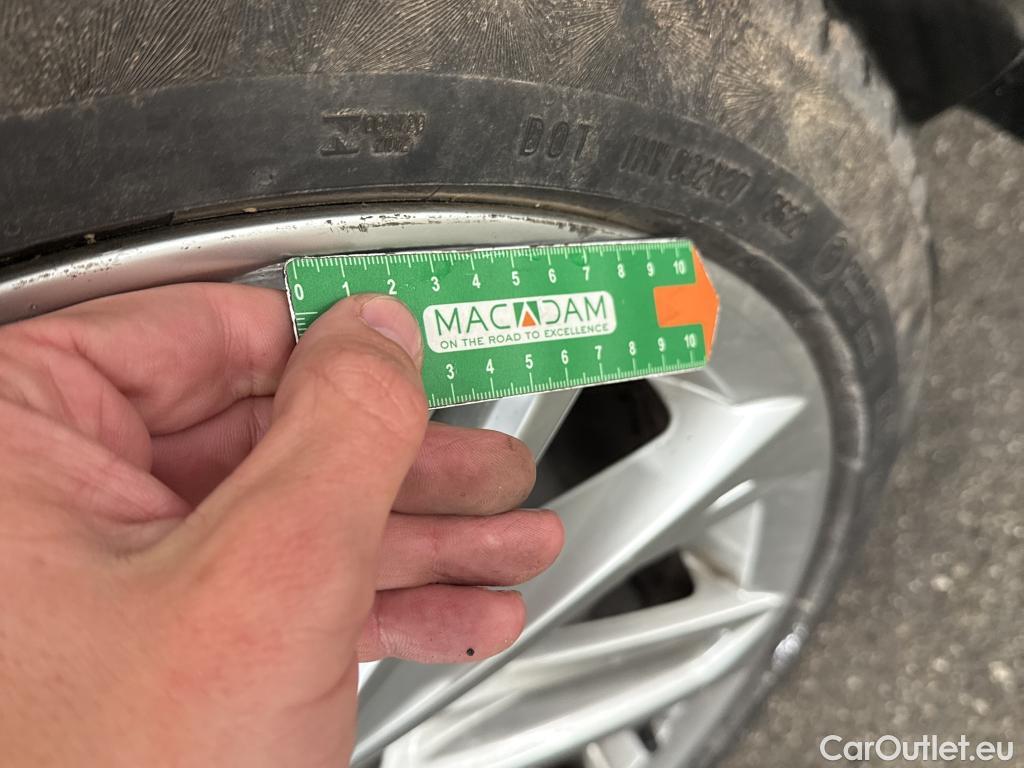 DOT
0 1 2 3 4 5 6 7 8 9 10
MACADAM
ON THE ROAD TO EXCELLENCE
3 4 5 6 7 8 9 10
CarOutlet.eu